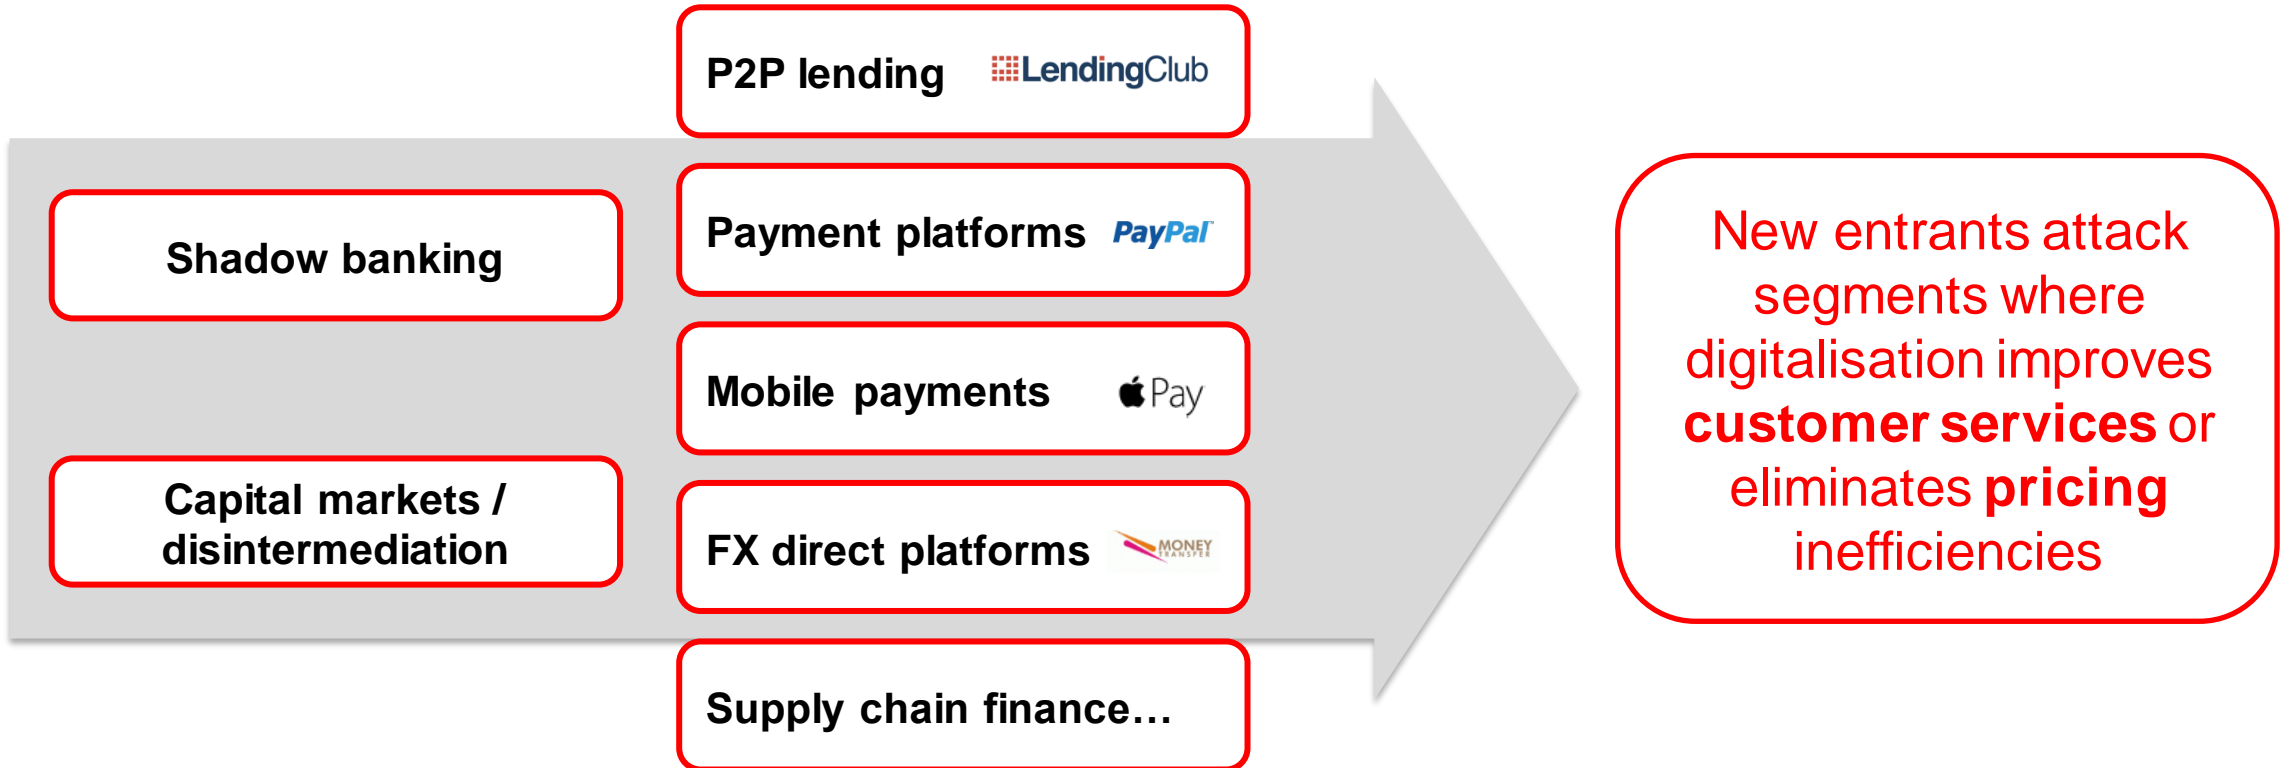 Shadow banking
Capital markets /
disintermediation
P2P lending LendingClub
Payment platforms PayPal
Mobile payments Pay
FX direct platforms MONEY
TRANSFER
Supply chain finance…
New entrants attack
segments where
digitalisation improves
customer services or
eliminates pricing
inefficiencies